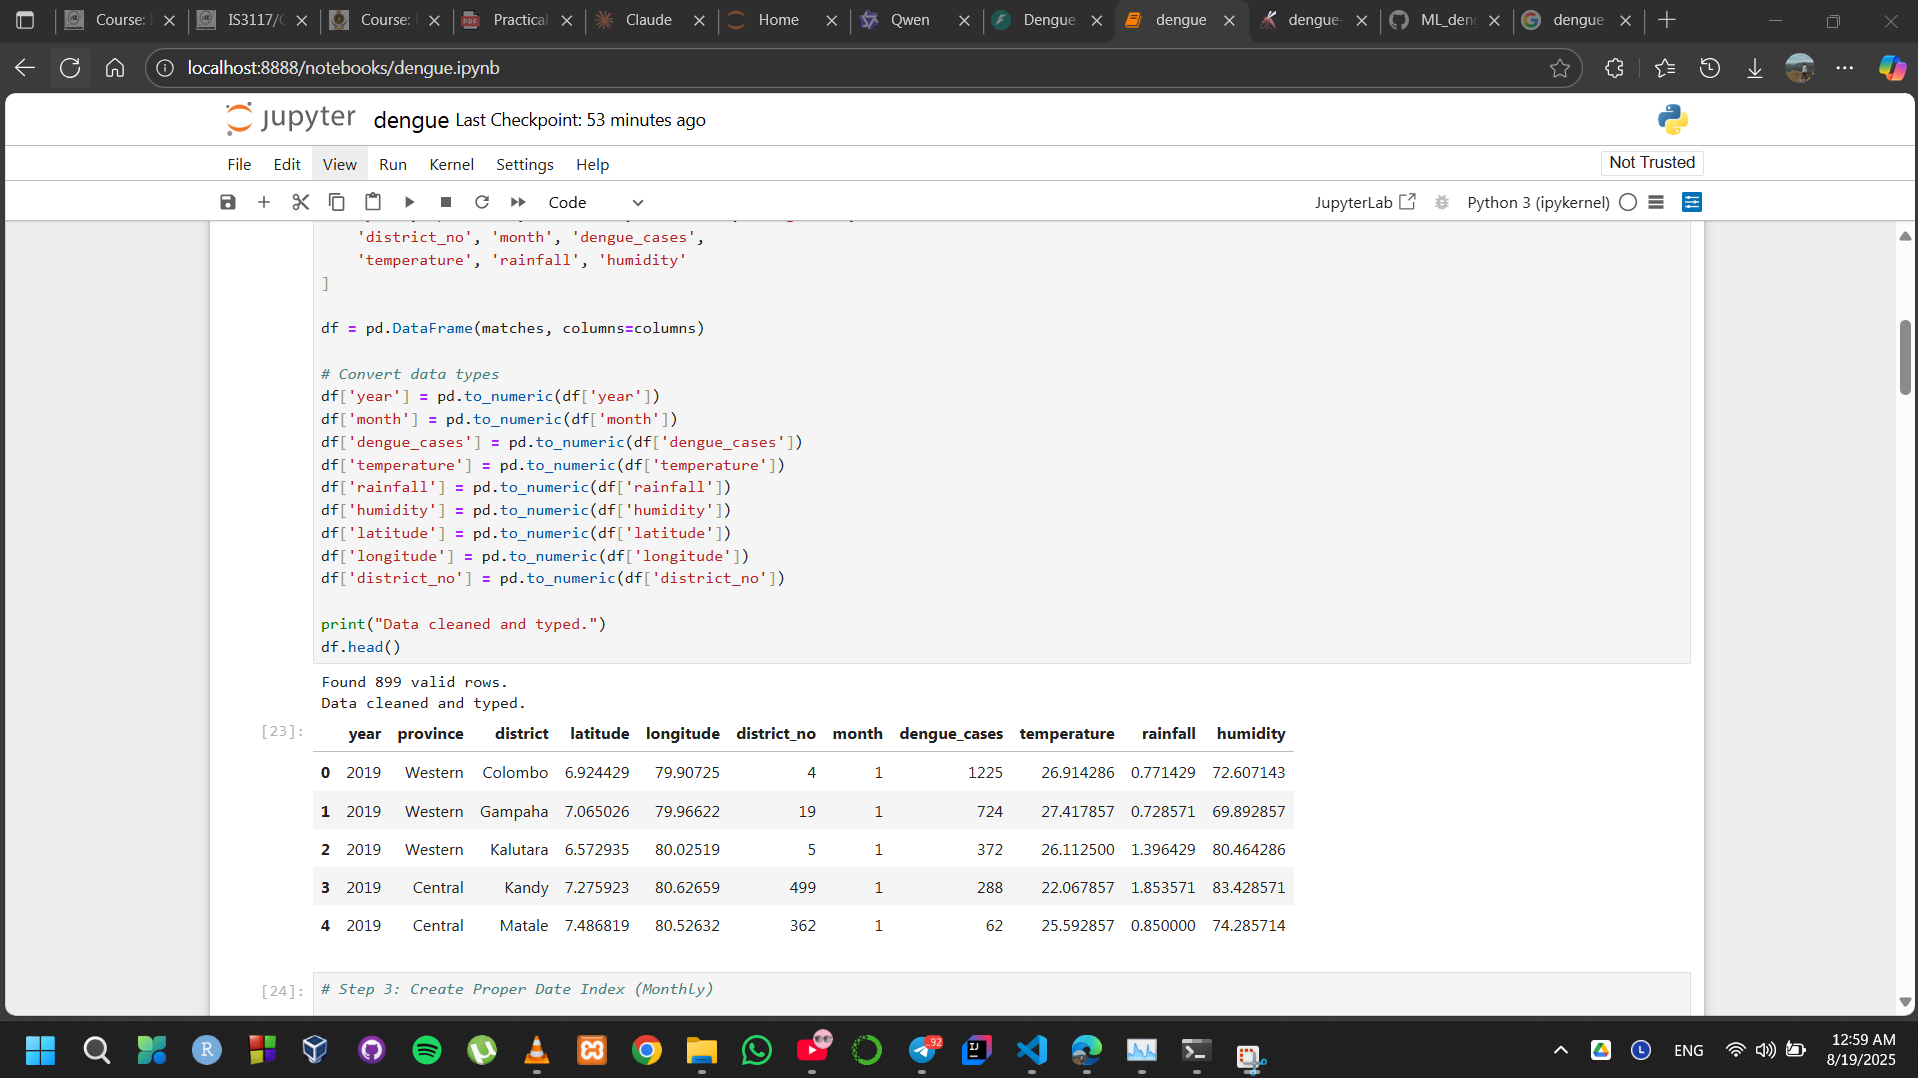 Course:
IS3117/
Course:
Practical
Claude
Home
Qwen
Dengue
dengue
dengue-
ML_den
dengue
localhost:8888/notebooks/dengue.ipynb
jupyter dengue Last Checkpoint: 53 minutes ago
File Edit View Run Kernel Settings Help
Not Trusted
Code
JupyterLab
Python 3 (ipykernel)
'district_no', 'month', 'dengue_cases',
'temperature', 'rainfall', 'humidity'
]
df = pd.DataFrame(matches, columns=columns)
# Convert data types
df['year'] = pd.to_numeric(df['year'])
df['month'] = pd.to_numeric(df['month'])
df['dengue_cases'] = pd.to_numeric(df['dengue_cases'])
df['temperature'] = pd.to_numeric(df['temperature'])
df['rainfall'] = pd.to_numeric(df['rainfall'])
df['humidity'] = pd.to_numeric(df['humidity'])
df['latitude'] = pd.to_numeric(df['latitude'])
df['longitude'] = pd.to_numeric(df['longitude'])
df['district_no'] = pd.to_numeric(df['district_no'])
print("Data cleaned and typed.")
df.head()
Found 899 valid rows.
Data cleaned and typed.
[23]:
year province district latitude longitude district_no month dengue_cases temperature rainfall humidity
0 2019 Western Colombo 6.924429 79.90725 4 1 1225 26.914286 0.771429 72.607143
1 2019 Western Gampaha 7.065026 79.96622 19 1 724 27.417857 0.728571 69.892857
2 2019 Western Kalutara 6.572935 80.02519 5 1 372 26.112500 1.396429 80.464286
3 2019 Central Kandy 7.275923 80.62659 499 1 288 22.067857 1.853571 83.428571
4 2019 Central Matale 7.486819 80.52632 362 1 62 25.592857 0.850000 74.285714
[24]:
# Step 3: Create Proper Date Index (Monthly)
..92
ENG
12:59 AM
8/19/2025